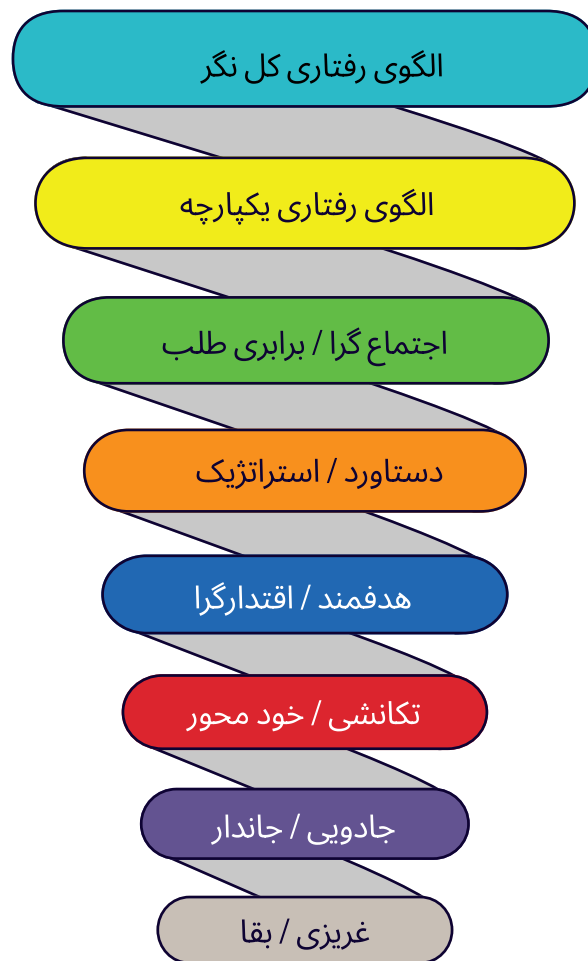 الگوی رفتاری کل نگر
الگوی رفتاری یکپارچه
اجتماع گرا / برابری طلب
دستاورد / استراتژیک
هدفمند / اقتدارگرا
تکانشی / خود محور
جادویی / جاندار
غریزی / بقا